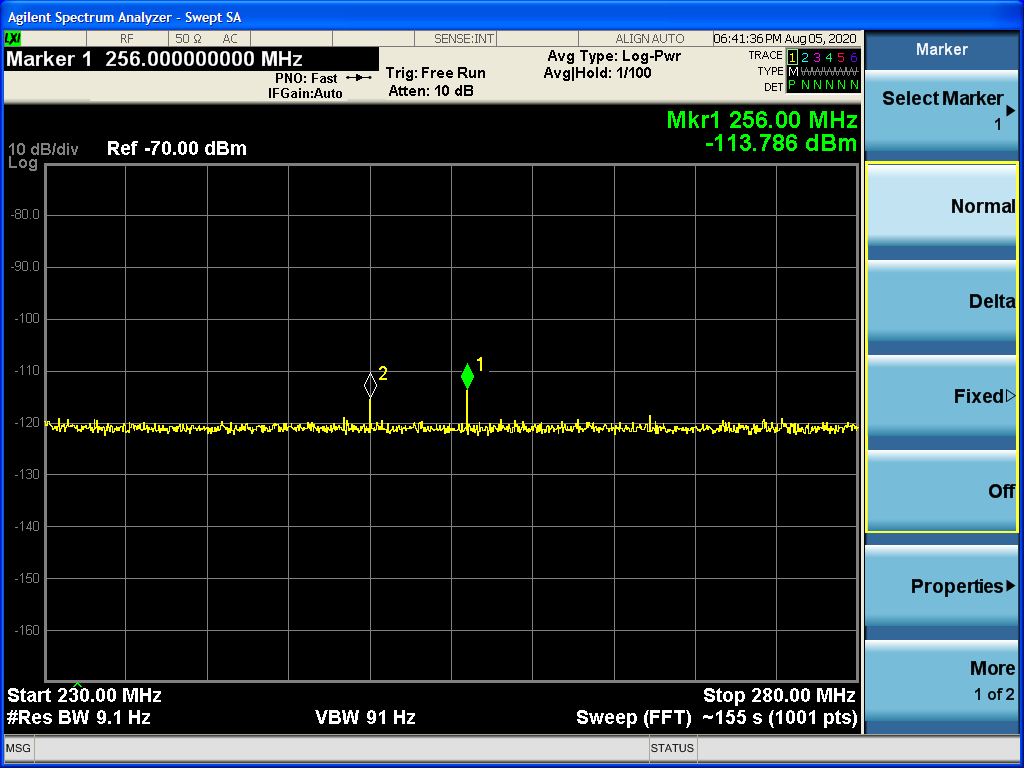 Agilent Spectrum Analyzer - Swept SA
LXI RF 50 Ω AC SENSE:INT ALIGN AUTO 06:41:36 PM Aug 05, 2020
Marker 1 256.000000000 MHz
PNO: Fast
IFGain:Auto
Trig: Free Run
Atten: 10 dB
Avg Type: Log-Pwr
Avg|Hold: 1/100
TRACE 1 2 3 4 5 6
TYPE M WWWWW
DET P N N N N N
Mkr1 256.00 MHz
-113.786 dBm
10 dB/div Ref -70.00 dBm
Log
-80.0
-90.0
-100
-110
-120
-130
-140
-150
-160
2
1
Start 230.00 MHz Stop 280.00 MHz
#Res BW 9.1 Hz VBW 91 Hz Sweep (FFT) ~155 s (1001 pts)
MSG STATUS
Marker
Select Marker
1
Normal
Delta
Fixed
Off
Properties
More
1 of 2